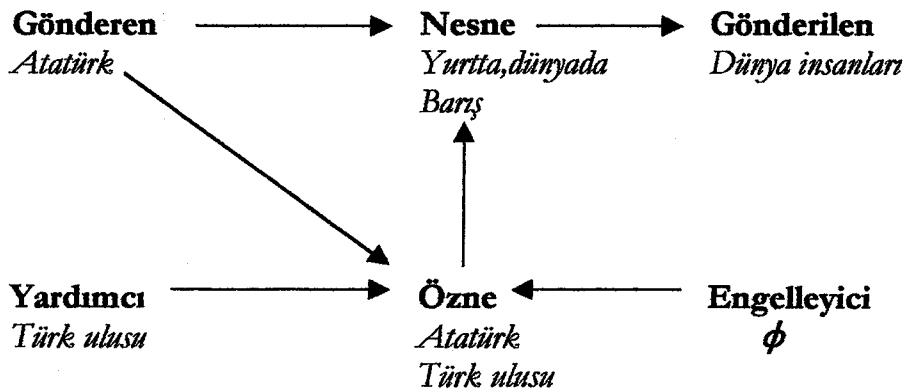 Gönderen
Atatürk
Nesne
Yurtta,dünyada
Barış
Gönderilen
Dünya insanları
Yardımcı
Türk ulusu
Özne
Atatürk
Türk ulusu
Engelleyici
ϕ